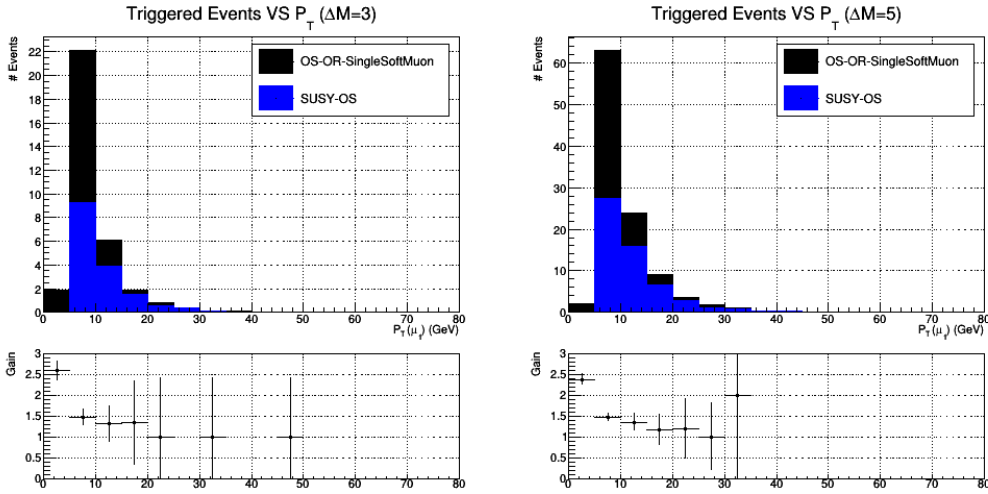 Triggered Events VS P_T (ΔM=3)
# Events
22
20
18
16
14
12
10
8
6
4
2
0
OS-OR-SingleSoftMuon
SUSY-OS
0 10 20 30 40 50 60 70 80
P_T(μ_1) (GeV)
Gain
3
2.5
2
1.5
1
0.5
0
0 10 20 30 40 50 60 70 80
Triggered Events VS P_T (ΔM=5)
# Events
60
50
40
30
20
10
0
OS-OR-SingleSoftMuon
SUSY-OS
0 10 20 30 40 50 60 70 80
P_T(μ_1) (GeV)
Gain
3
2.5
2
1.5
1
0.5
0
0 10 20 30 40 50 60 70 80